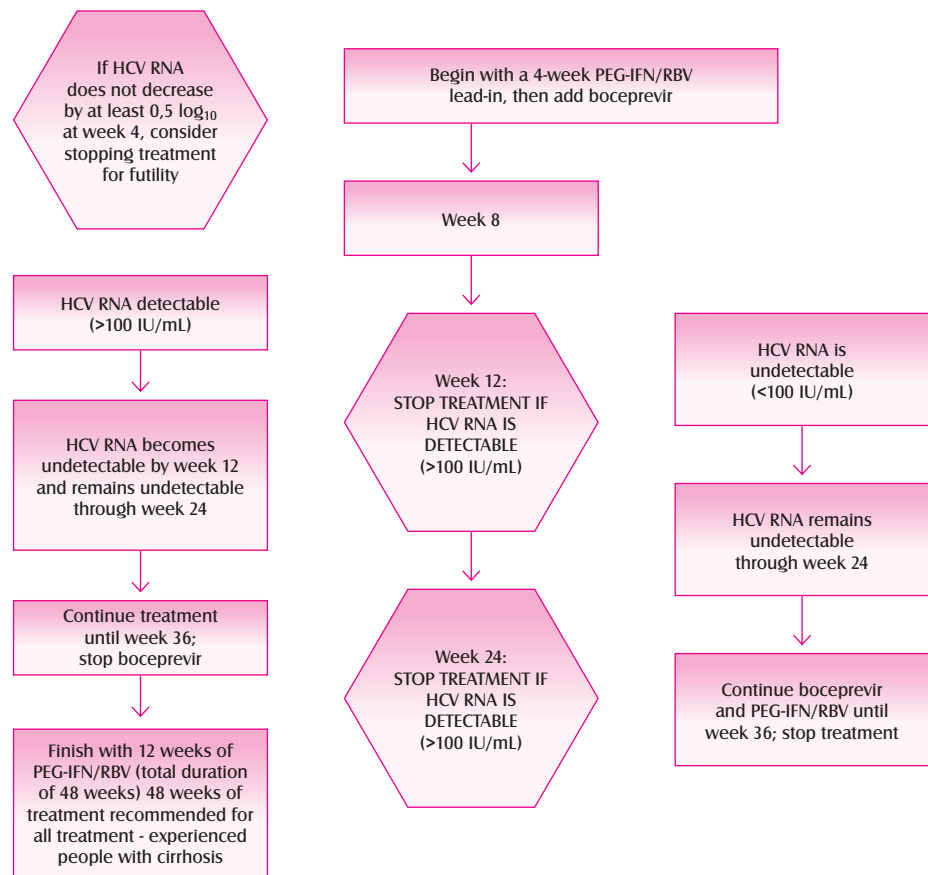 If HCV RNA
does not decrease
by at least 0,5 log₁₀
at week 4, consider
stopping treatment
for futility
Begin with a 4-week PEG-IFN/RBV
lead-in, then add boceprevir
Week 8
HCV RNA detectable
(>100 IU/mL)
HCV RNA becomes
undetectable by week 12
and remains undetectable
through week 24
Continue treatment
until week 36;
stop boceprevir
Finish with 12 weeks of
PEG-IFN/RBV (total duration
of 48 weeks) 48 weeks of
treatment recommended for
all treatment - experienced
people with cirrhosis
Week 12:
STOP TREATMENT IF
HCV RNA IS
DETECTABLE
(>100 IU/mL)
Week 24:
STOP TREATMENT IF
HCV RNA IS
DETECTABLE
(>100 IU/mL)
HCV RNA is
undetectable
(<100 IU/mL)
HCV RNA remains
undetectable
through week 24
Continue boceprevir
and PEG-IFN/RBV until
week 36; stop treatment